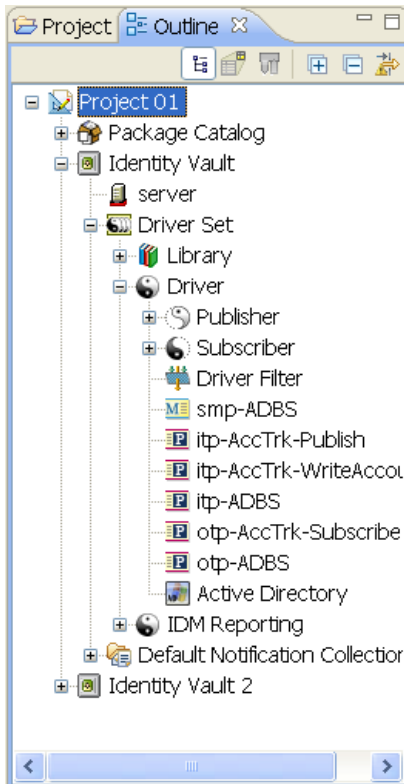 Project Outline
Project 01
Package Catalog
Identity Vault
server
Driver Set
Library
Driver
Publisher
Subscriber
Driver Filter
smp-ADBS
itp-AccTrk-Publish
itp-AccTrk-WriteAccou
itp-ADBS
otp-AccTrk-Subscribe
otp-ADBS
Active Directory
IDM Reporting
Default Notification Collection
Identity Vault 2